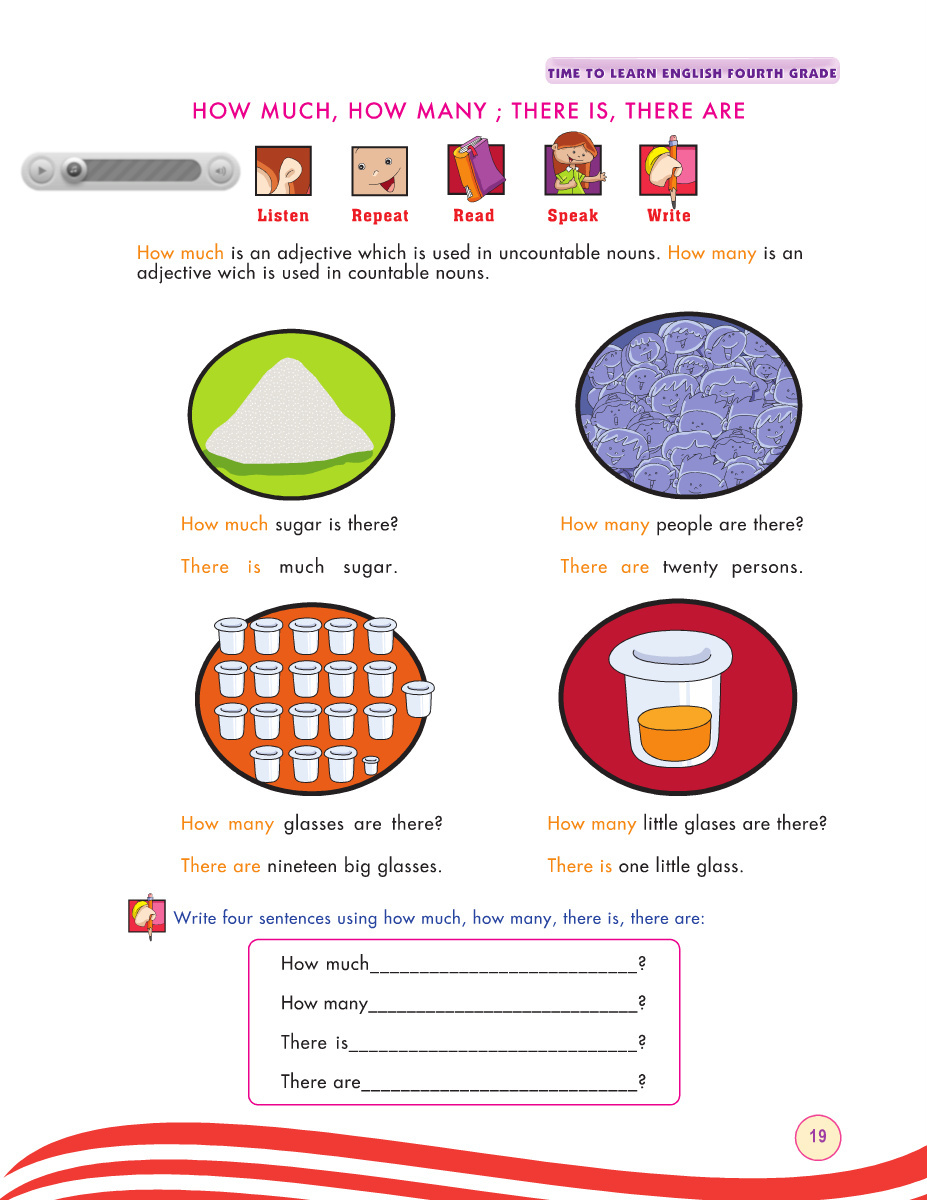 TIME TO LEARN ENGLISH FOURTH GRADE
HOW MUCH, HOW MANY ; THERE IS, THERE ARE
Listen
Repeat
Read
Speak
Write
How much is an adjective which is used in uncountable nouns. How many is an
adjective wich is used in countable nouns.
How much sugar is there?
There is much sugar.
How many people are there?
There are twenty persons.
How many glasses are there?
There are nineteen big glasses.
How many little glases are there?
There is one little glass.
Write four sentences using how much, how many, there is, there are:
How much___________________________?
How many___________________________?
There is_____________________________?
There are____________________________?
19